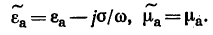 ε̃ₐ = εₐ − jσ/ω, μ̃ₐ = μₐ.